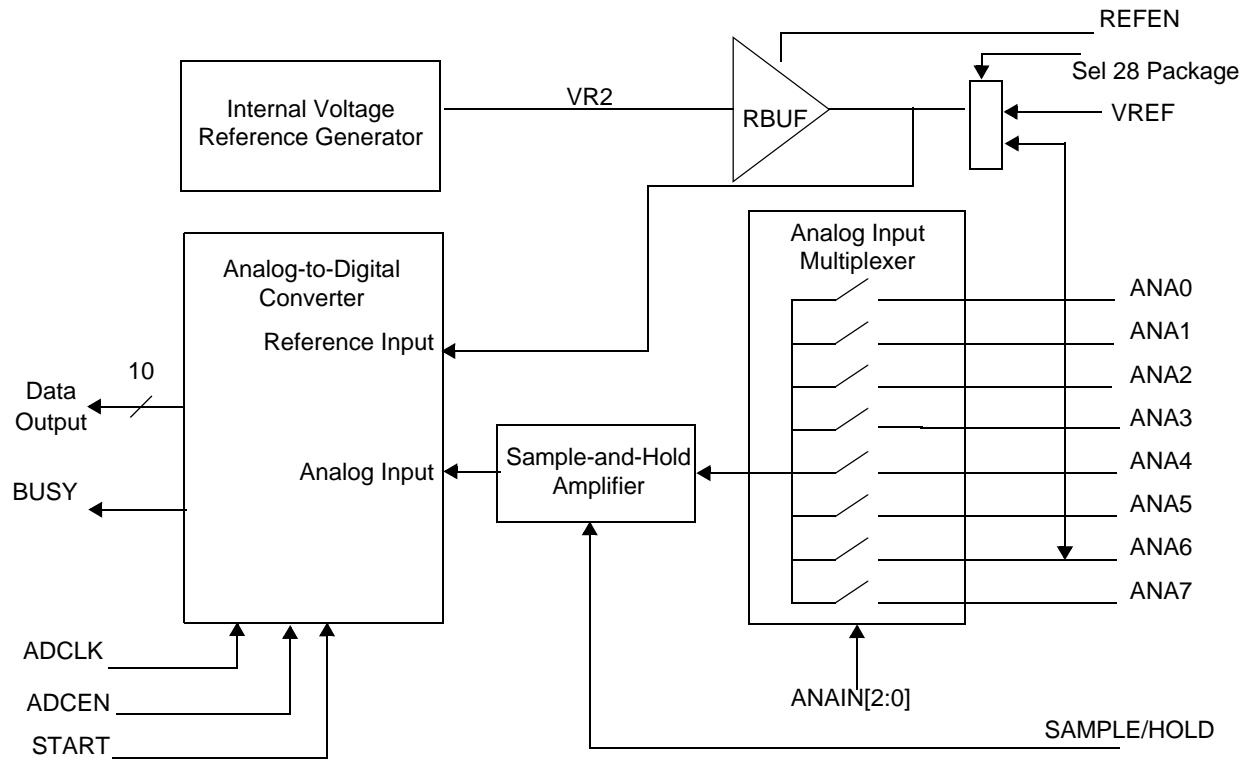 REFEN
Sel 28 Package
Internal Voltage
Reference Generator
VR2
RBUF
VREF
Analog Input
Multiplexer
Analog-to-Digital
Converter
ANA0
Reference Input
ANA1
10
Data
Output
ANA2
ANA3
Analog Input
Sample-and-Hold
Amplifier
ANA4
BUSY
ANA5
ANA6
ANA7
ADCLK
ADCEN
ANAIN[2:0]
START
SAMPLE/HOLD